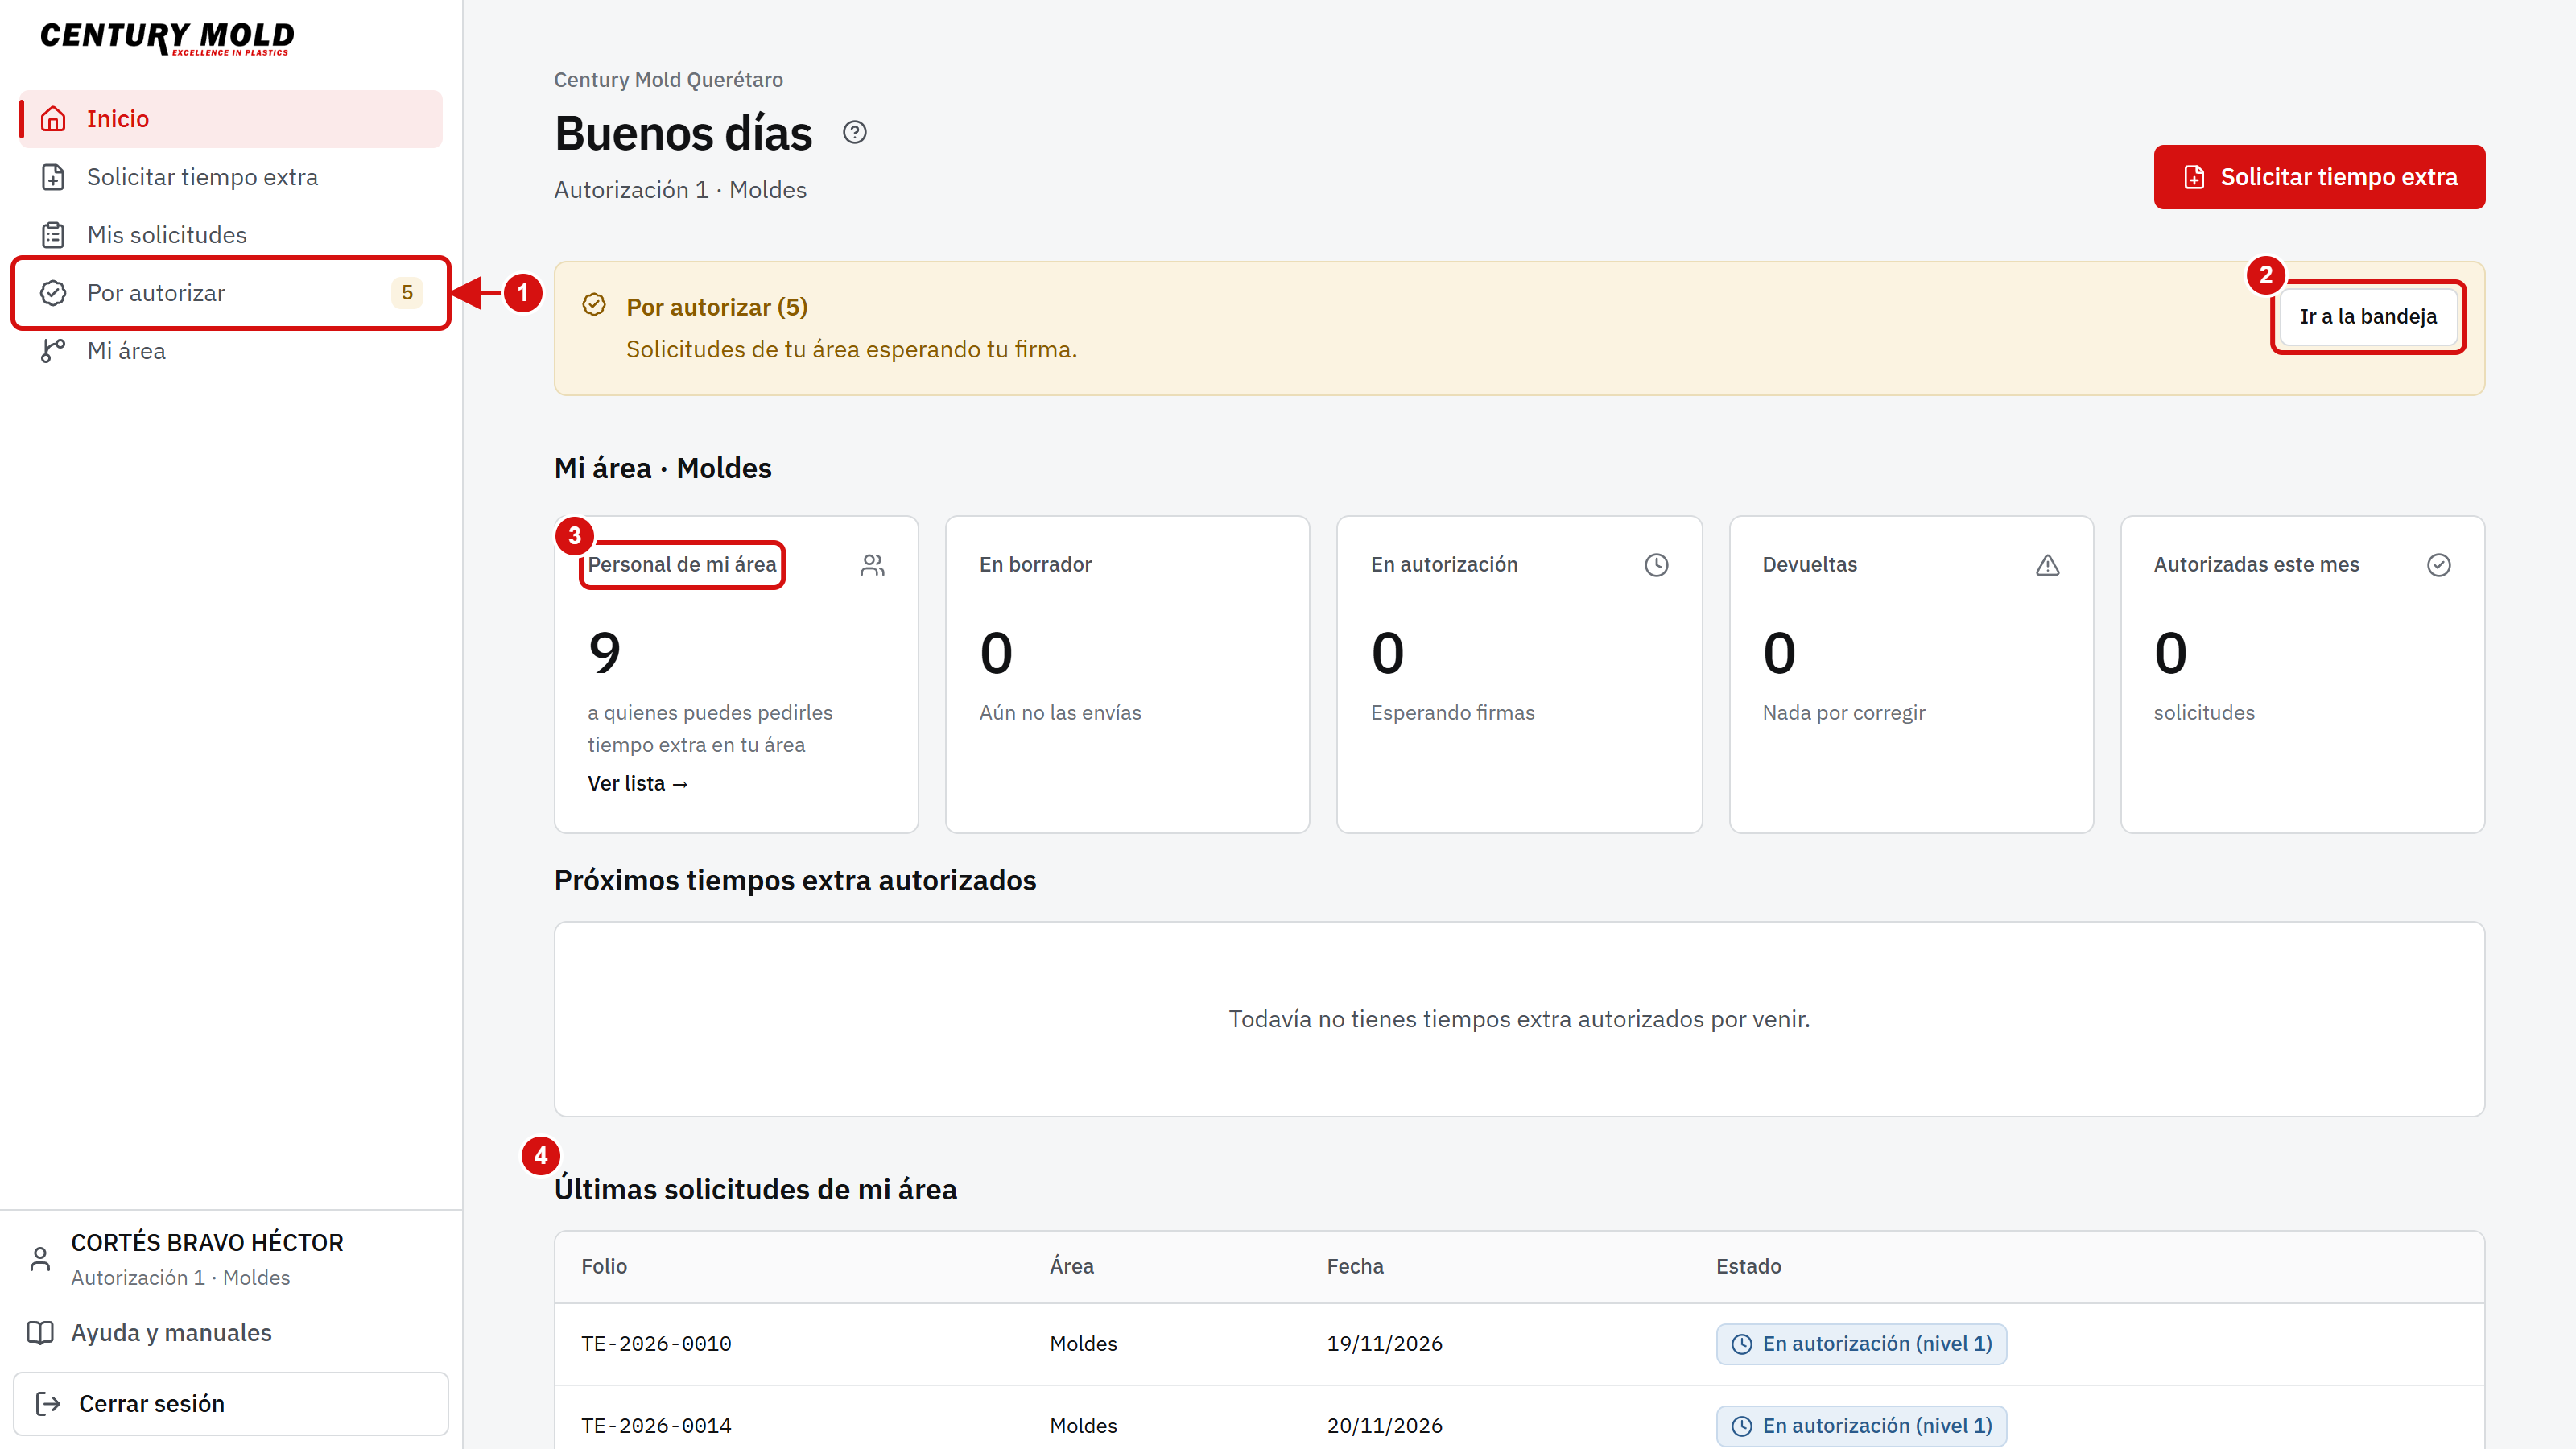 CENTURY MOLD
EXCELLENCE IN PLASTICS
Inicio
Solicitar tiempo extra
Mis solicitudes
Por autorizar 5
1
Mi área
CORTÉS BRAVO HÉCTOR
Autorización 1 · Moldes
Ayuda y manuales
Cerrar sesión
Century Mold Querétaro
Buenos días
Autorización 1 · Moldes
Solicitar tiempo extra
Por autorizar (5)
Solicitudes de tu área esperando tu firma.
2
Ir a la bandeja
Mi área · Moldes
3
Personal de mi área
9
a quienes puedes pedirles
tiempo extra en tu área
Ver lista →
En borrador
0
Aún no las envías
En autorización
0
Esperando firmas
Devueltas
0
Nada por corregir
Autorizadas este mes
0
solicitudes
Próximos tiempos extra autorizados
Todavía no tienes tiempos extra autorizados por venir.
4
Últimas solicitudes de mi área
Folio Área Fecha Estado
TE-2026-0010 Moldes 19/11/2026 En autorización (nivel 1)
TE-2026-0014 Moldes 20/11/2026 En autorización (nivel 1)